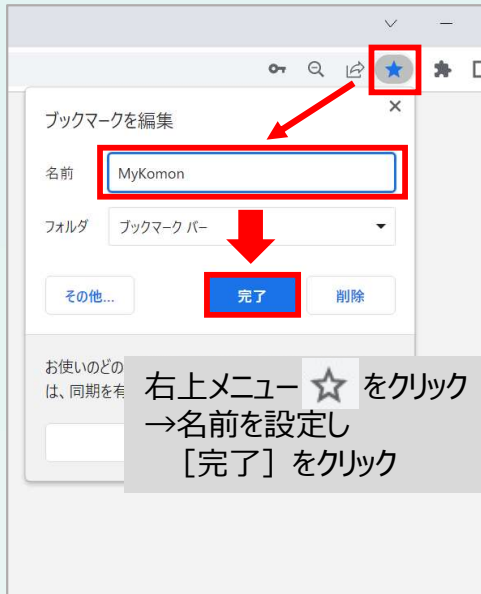 ブックマークを編集
名前 MyKomon
フォルダ ブックマーク バー
その他... 完了 削除
お使いのどの
は、同期を有
右上メニュー ☆ をクリック
→名前を設定し
［完了］をクリック